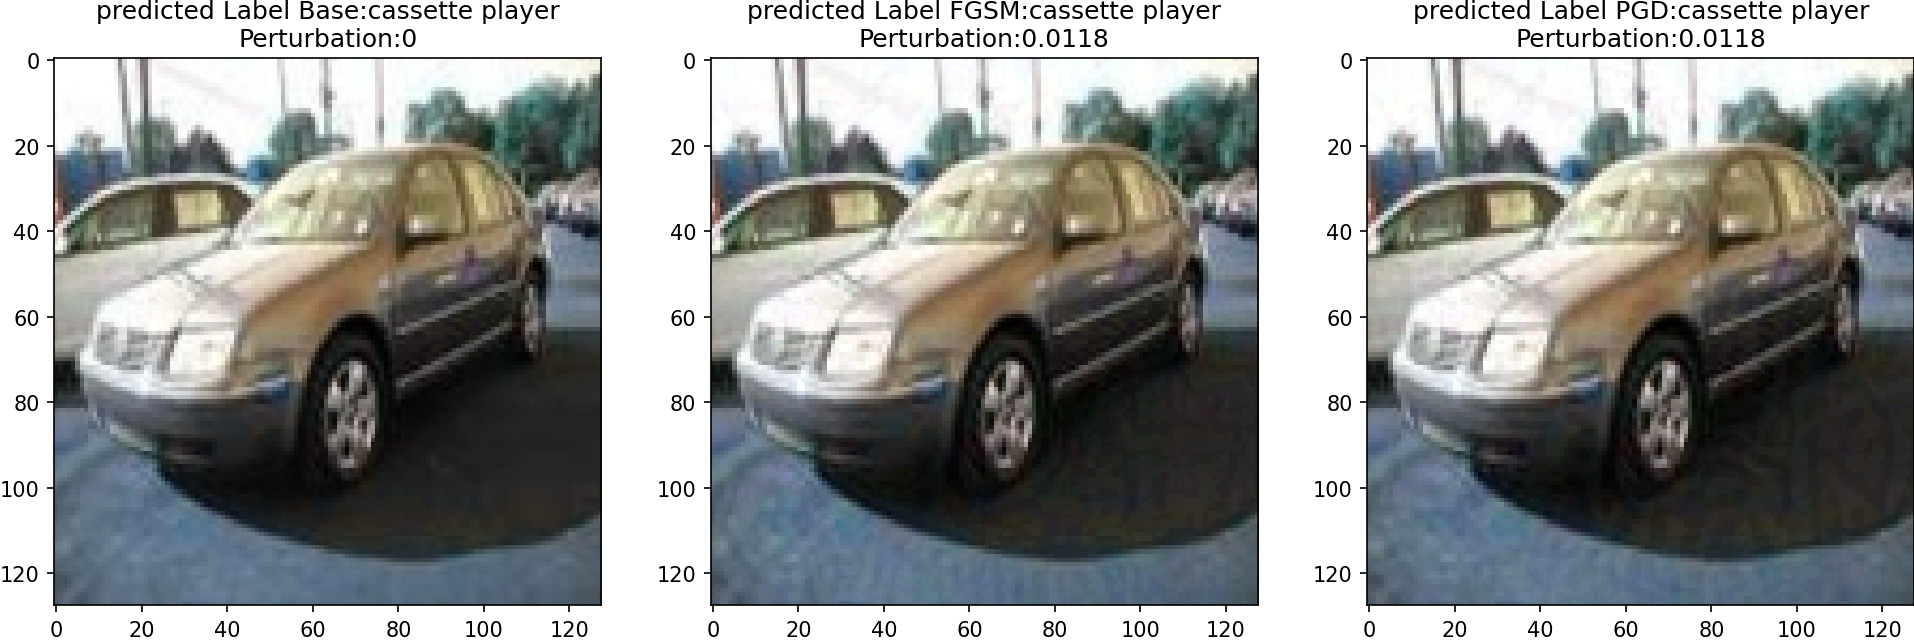 predicted Label Base:cassette player
Perturbation:0
predicted Label FGSM:cassette player
Perturbation:0.0118
predicted Label PGD:cassette player
Perturbation:0.0118
0
20
40
60
80
100
120
0 20 40 60 80 100 120
0
20
40
60
80
100
120
0 20 40 60 80 100 120
0
20
40
60
80
100
120
0 20 40 60 80 100 120